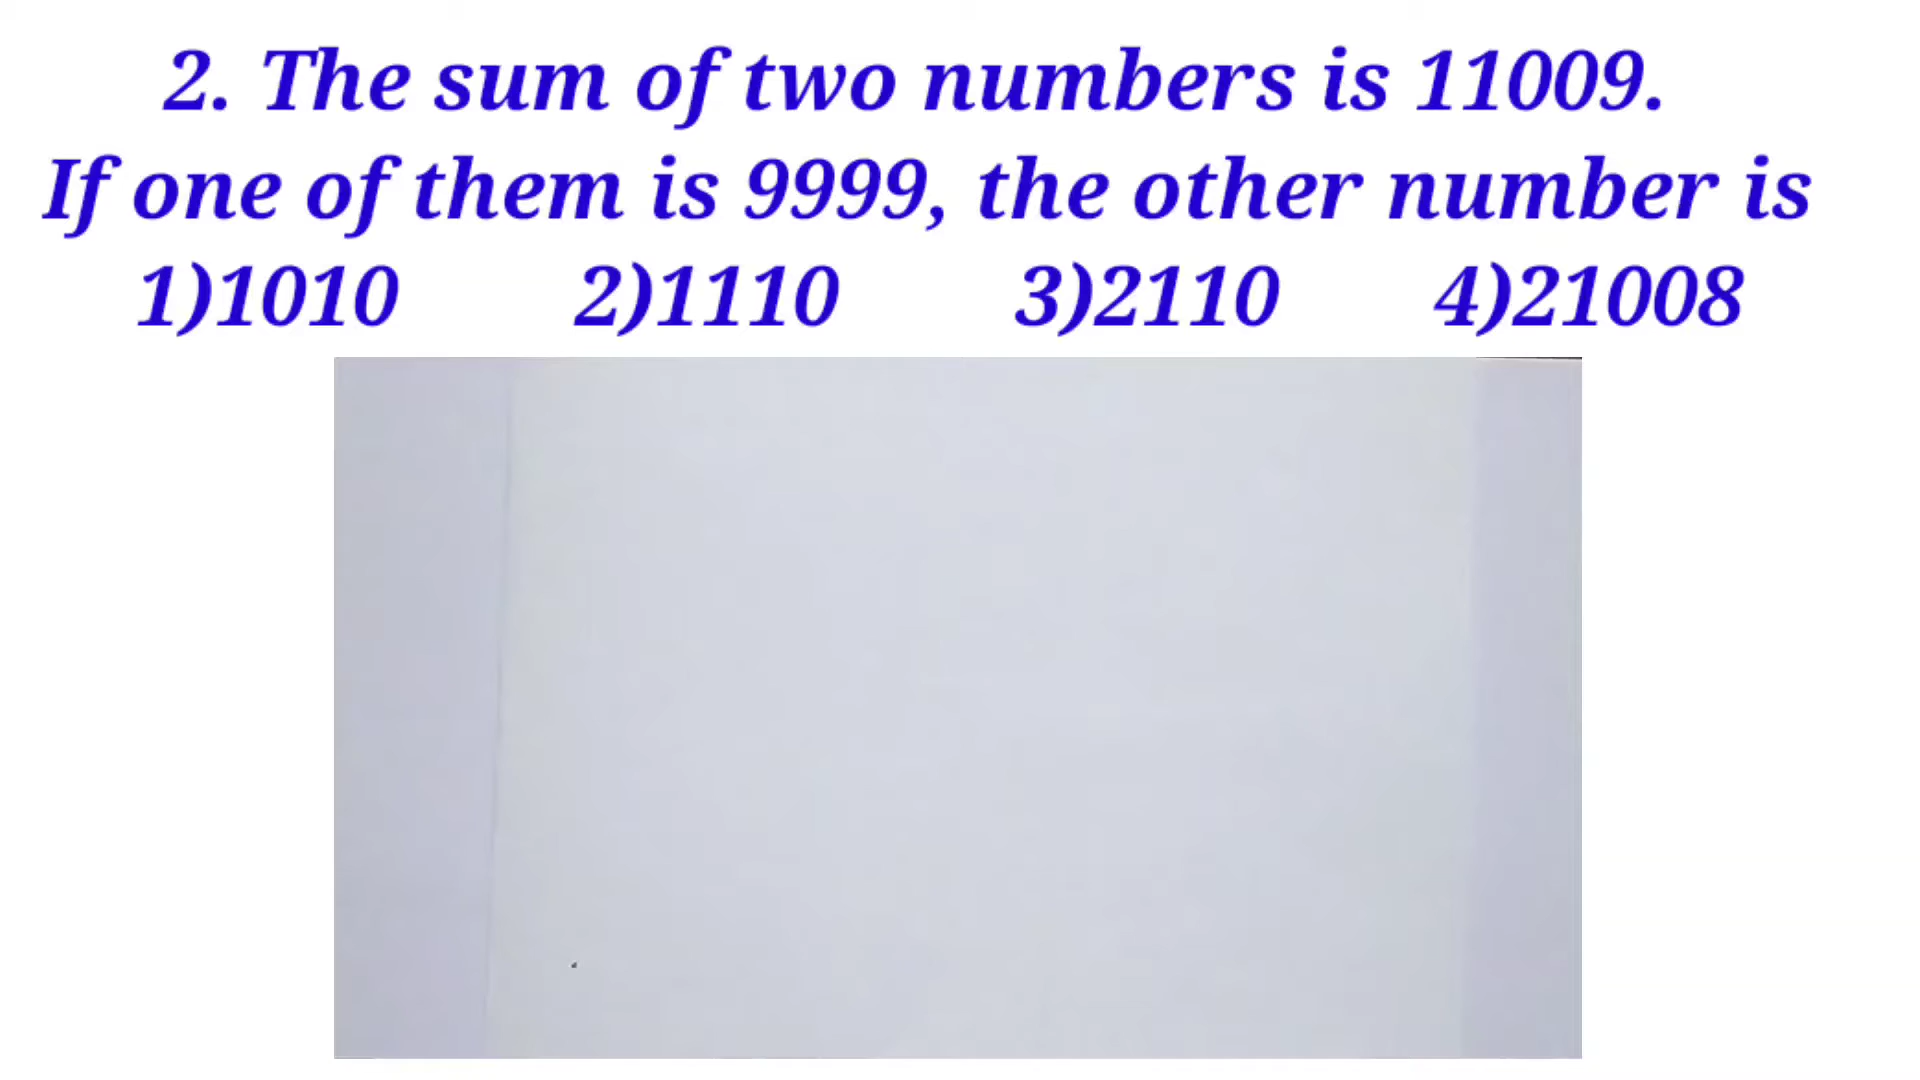 2. The sum of two numbers is 11009.
If one of them is 9999, the other number is
1)1010 2)1110 3)2110 4)21008